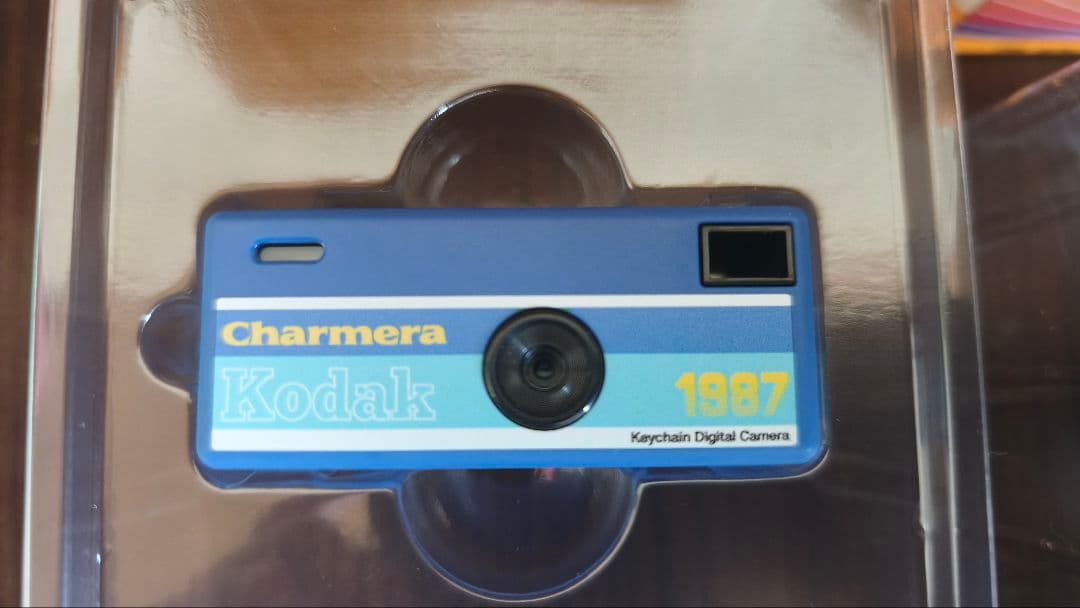 Charmera
Kodak
1987
Keychain Digital Camera